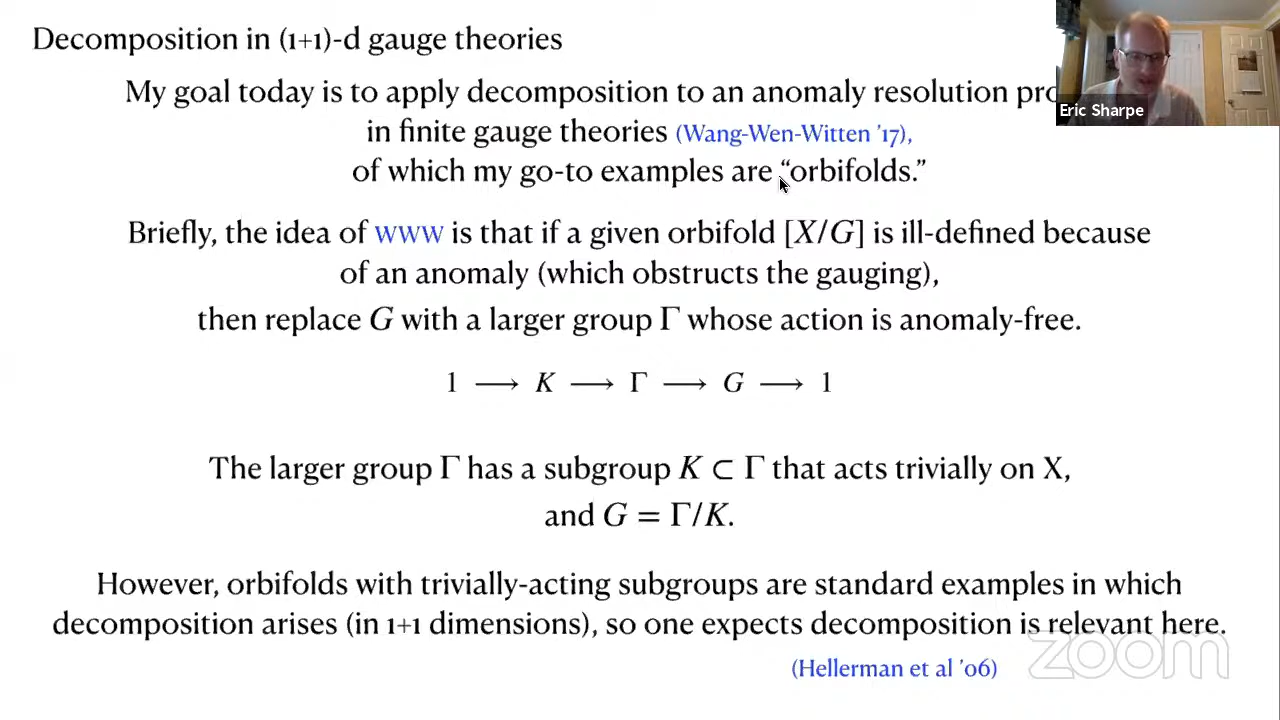 Decomposition in (1+1)-d gauge theories
My goal today is to apply decomposition to an anomaly resolution pro
Eric Sharpe
in finite gauge theories (Wang-Wen-Witten ’17),
of which my go-to examples are “orbifolds.”
Briefly, the idea of WWW is that if a given orbifold [X/G] is ill-defined because
of an anomaly (which obstructs the gauging),
then replace G with a larger group Γ whose action is anomaly-free.
1 ⟶ K ⟶ Γ ⟶ G ⟶ 1
The larger group Γ has a subgroup K ⊂ Γ that acts trivially on X,
and G = Γ/K.
However, orbifolds with trivially-acting subgroups are standard examples in which
decomposition arises (in 1+1 dimensions), so one expects decomposition is relevant here.
(Hellerman et al ’06)
zoom